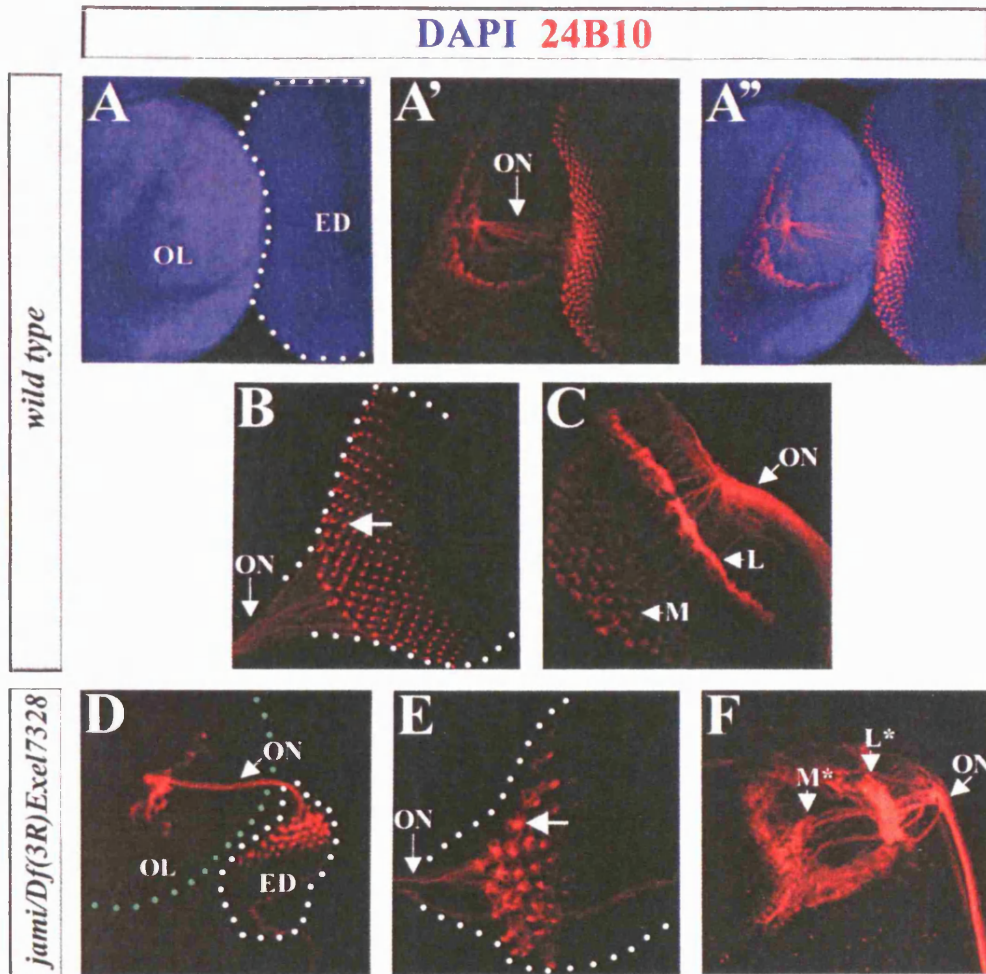 DAPI 24B10
wild type
A
OL
ED
A'
ON
A"
B
ON
C
ON
L
M
jami/Df(3R)Exel7328
D
ON
OL
ED
E
ON
F
L*
M*
ON